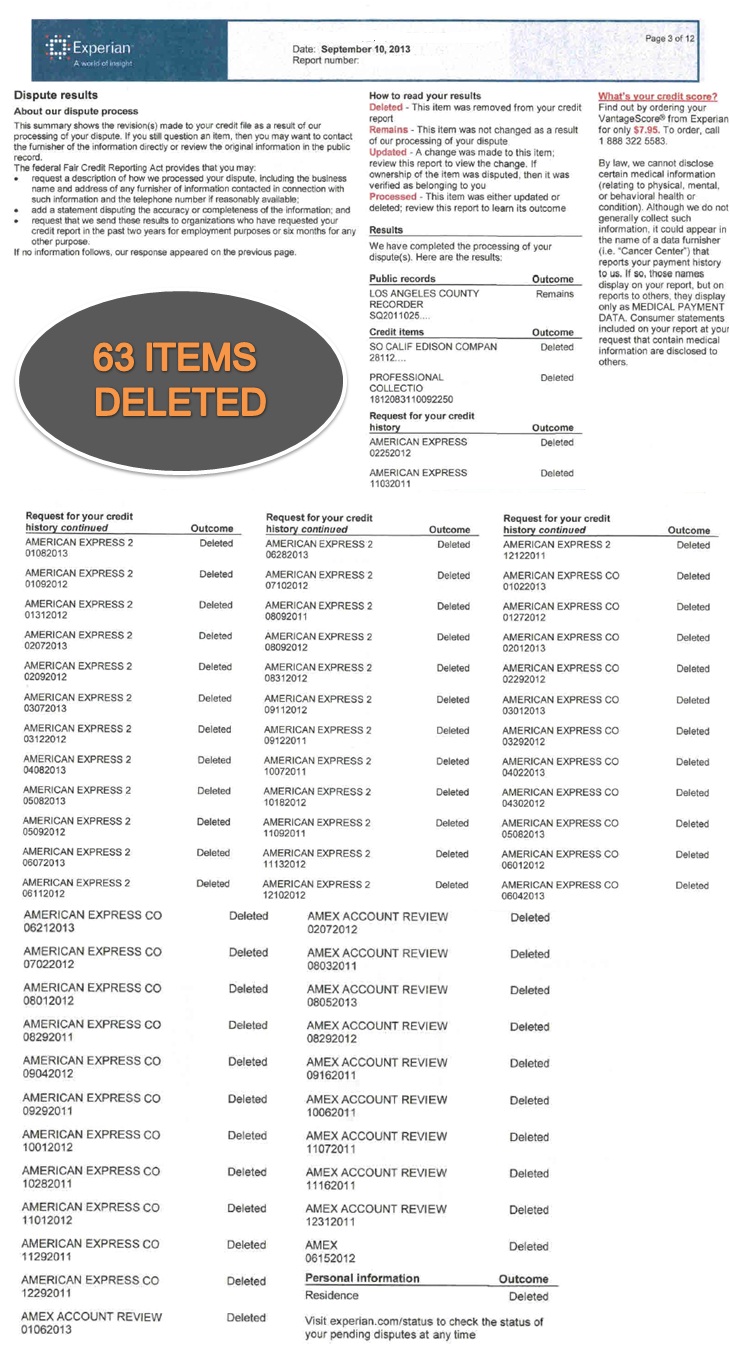 Experian
A world of insight
Date: September 10, 2013
Report number:
Page 3 of 12
Dispute results
About our dispute process
This summary shows the revision(s) made to your credit file as a result of our
processing of your dispute. If you still question an item, then you may want to contact
the furnisher of the information directly or review the original information in the public
record.
The federal Fair Credit Reporting Act provides that you may:
• request a description of how we processed your dispute, including the business
name and address of any furnisher of information contacted in connection with
such information and the telephone number if reasonably available;
• add a statement disputing the accuracy or completeness of the information; and
• request that we send these results to organizations who have requested your
credit report in the past two years for employment purposes or six months for any
other purpose.
If no information follows, our response appeared on the previous page.
63 ITEMS
DELETED
How to read your results
Deleted - This item was removed from your credit
report
Remains - This item was not changed as a result
of our processing of your dispute
Updated - A change was made to this item;
review this report to view the change. If
ownership of the item was disputed, then it was
verified as belonging to you
Processed - This item was either updated or
deleted; review this report to learn its outcome
Results
We have completed the processing of your
dispute(s). Here are the results:
Public records Outcome
LOS ANGELES COUNTY Remains
RECORDER
SQ2011025....
Credit items Outcome
SO CALIF EDISON COMPAN Deleted
28112....
PROFESSIONAL Deleted
COLLECTIO
1812083110092250
Request for your credit
history Outcome
AMERICAN EXPRESS Deleted
02252012
AMERICAN EXPRESS Deleted
11032011
What's your credit score?
Find out by ordering your
VantageScore® from Experian
for only $7.95. To order, call
1 888 322 5583.
By law, we cannot disclose
certain medical information
(relating to physical, mental,
or behavioral health or
condition). Although we do not
generally collect such
information, it could appear in
the name of a data furnisher
(i.e. "Cancer Center") that
reports your payment history
to us. If so, those names
display on your report, but on
reports to others, they display
only as MEDICAL PAYMENT
DATA. Consumer statements
included on your report at your
request that contain medical
information are disclosed to
others.
Request for your credit
history continued Outcome
AMERICAN EXPRESS 2 Deleted
01082013
AMERICAN EXPRESS 2 Deleted
01092012
AMERICAN EXPRESS 2 Deleted
01312012
AMERICAN EXPRESS 2 Deleted
02072013
AMERICAN EXPRESS 2 Deleted
02092012
AMERICAN EXPRESS 2 Deleted
03072013
AMERICAN EXPRESS 2 Deleted
03122012
AMERICAN EXPRESS 2 Deleted
04082013
AMERICAN EXPRESS 2 Deleted
05082013
AMERICAN EXPRESS 2 Deleted
05092012
AMERICAN EXPRESS 2 Deleted
06072013
AMERICAN EXPRESS 2 Deleted
06112012
Request for your credit
history continued Outcome
AMERICAN EXPRESS 2 Deleted
06282013
AMERICAN EXPRESS 2 Deleted
07102012
AMERICAN EXPRESS 2 Deleted
08092011
AMERICAN EXPRESS 2 Deleted
08092012
AMERICAN EXPRESS 2 Deleted
08312012
AMERICAN EXPRESS 2 Deleted
09112012
AMERICAN EXPRESS 2 Deleted
09122011
AMERICAN EXPRESS 2 Deleted
10072011
AMERICAN EXPRESS 2 Deleted
10182012
AMERICAN EXPRESS 2 Deleted
11092011
AMERICAN EXPRESS 2 Deleted
11132012
AMERICAN EXPRESS 2 Deleted
12102012
Request for your credit
history continued Outcome
AMERICAN EXPRESS 2 Deleted
12122011
AMERICAN EXPRESS CO Deleted
01022013
AMERICAN EXPRESS CO Deleted
01272012
AMERICAN EXPRESS CO Deleted
02012013
AMERICAN EXPRESS CO Deleted
02292012
AMERICAN EXPRESS CO Deleted
03012013
AMERICAN EXPRESS CO Deleted
03292012
AMERICAN EXPRESS CO Deleted
04022013
AMERICAN EXPRESS CO Deleted
04302012
AMERICAN EXPRESS CO Deleted
05082013
AMERICAN EXPRESS CO Deleted
06012012
AMERICAN EXPRESS CO Deleted
06042013
AMERICAN EXPRESS CO Deleted
06212013
AMERICAN EXPRESS CO Deleted
07022012
AMERICAN EXPRESS CO Deleted
08012012
AMERICAN EXPRESS CO Deleted
08292011
AMERICAN EXPRESS CO Deleted
09042012
AMERICAN EXPRESS CO Deleted
09292011
AMERICAN EXPRESS CO Deleted
10012012
AMERICAN EXPRESS CO Deleted
10282011
AMERICAN EXPRESS CO Deleted
11012012
AMERICAN EXPRESS CO Deleted
11292011
AMERICAN EXPRESS CO Deleted
12292011
AMEX ACCOUNT REVIEW Deleted
01062013
AMEX ACCOUNT REVIEW Deleted
02072012
AMEX ACCOUNT REVIEW Deleted
08032011
AMEX ACCOUNT REVIEW Deleted
08052013
AMEX ACCOUNT REVIEW Deleted
08292012
AMEX ACCOUNT REVIEW Deleted
09162011
AMEX ACCOUNT REVIEW Deleted
10062011
AMEX ACCOUNT REVIEW Deleted
11072011
AMEX ACCOUNT REVIEW Deleted
11162011
AMEX ACCOUNT REVIEW Deleted
12312011
AMEX Deleted
06152012
Personal information Outcome
Residence Deleted
Visit experian.com/status to check the status of
your pending disputes at any time